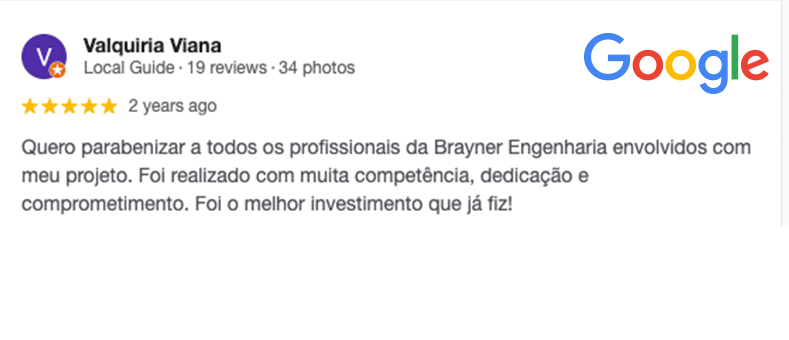 V
Valquiria Viana
Local Guide · 19 reviews · 34 photos
Google
2 years ago
Quero parabenizar a todos os profissionais da Brayner Engenharia envolvidos com
meu projeto. Foi realizado com muita competência, dedicação e
comprometimento. Foi o melhor investimento que já fiz!